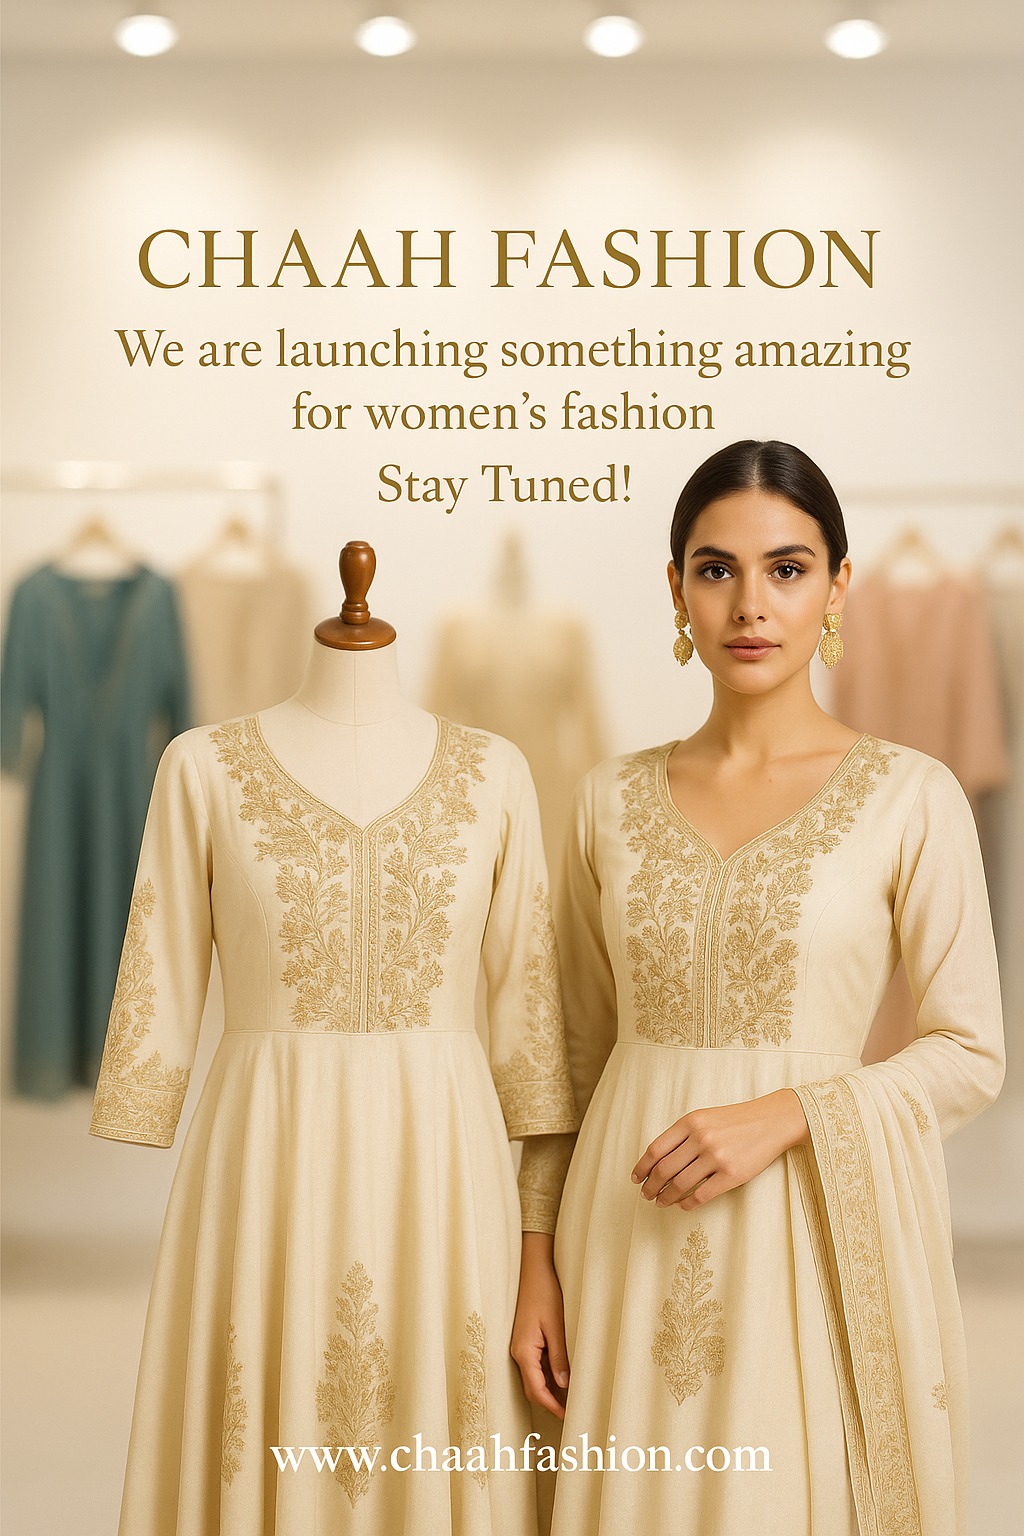 CHAAH FASHION
We are launching something amazing
for women’s fashion
Stay Tuned!
www.chaahfashion.com